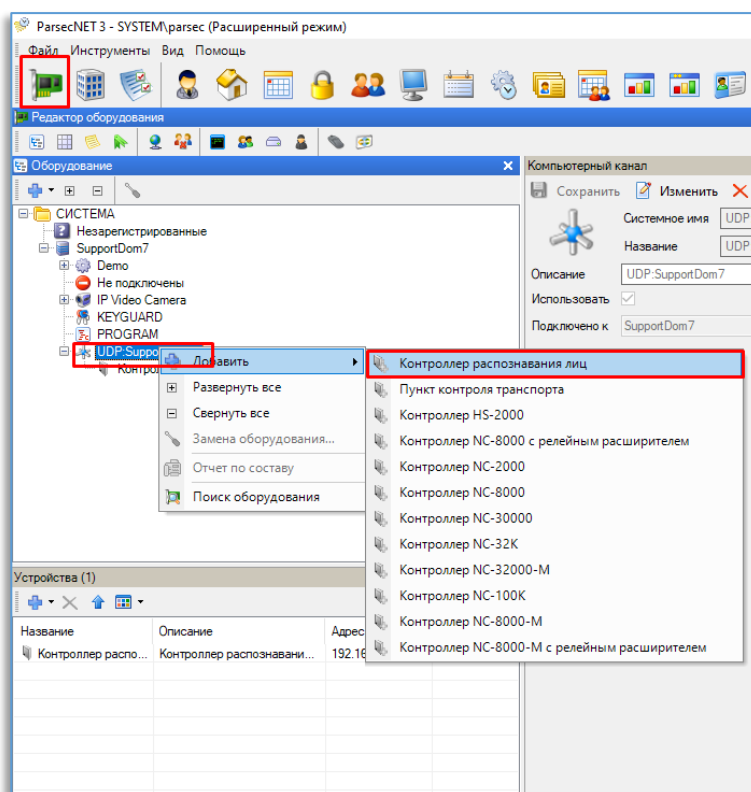 ParsecNET 3 - SYSTEM\parsec (Расширенный режим)
Файл Инструменты Вид Помощь
Редактор оборудования
Оборудование
СИСТЕМА
Незарегистрированные
SupportDom7
Demo
Не подключены
IP Video Camera
KEYGUARD
PROGRAM
UDP:Suppo
Контро
Добавить
Развернуть все
Свернуть все
Замена оборудования...
Отчет по составу
Поиск оборудования
Контроллер распознавания лиц
Пункт контроля транспорта
Контроллер HS-2000
Контроллер NC-8000 с релейным расширителем
Контроллер NC-2000
Контроллер NC-8000
Контроллер NC-30000
Контроллер NC-32K
Контроллер NC-32000-M
Контроллер NC-100K
Контроллер NC-8000-M
Контроллер NC-8000-M с релейным расширителем
Компьютерный канал
Сохранить Изменить
Системное имя UDP
Название UDP
Описание UDP:SupportDom7
Использовать
Подключено к SupportDom7
Устройства (1)
Название Описание Адрес
Контроллер распо... Контроллер распознавани... 192.16